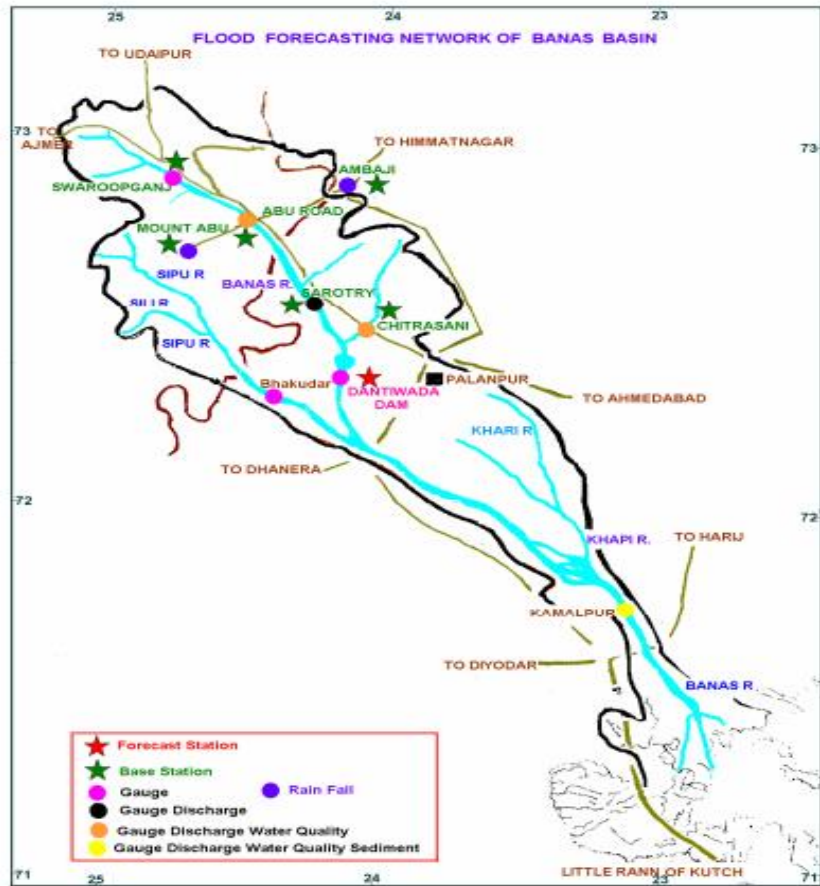 25 24 23
FLOOD FORECASTING NETWORK OF BANAS BASIN
TO UDAIPUR
73 73
TO AJMER
TO HIMMATNAGAR
AMBAJI
SWAROOPGANJ
ABU ROAD
MOUNT ABU
SIPU R
BANAS R.
SAROTRY
SIPU R
CHITRASANI
Bhakudar
DANTIWADA DAM
PALANPUR
TO AHMEDABAD
KHARI R
TO DHANERA
72 72
KHAPI R.
TO HARIJ
KAMALPUR
TO DIYODAR
BANAS R
Forecast Station
Base Station
Gauge
Rain Fall
Gauge Discharge
Gauge Discharge Water Quality
Gauge Discharge Water Quality Sediment
LITTLE RANN OF KUTCH
71 71
25 24 23